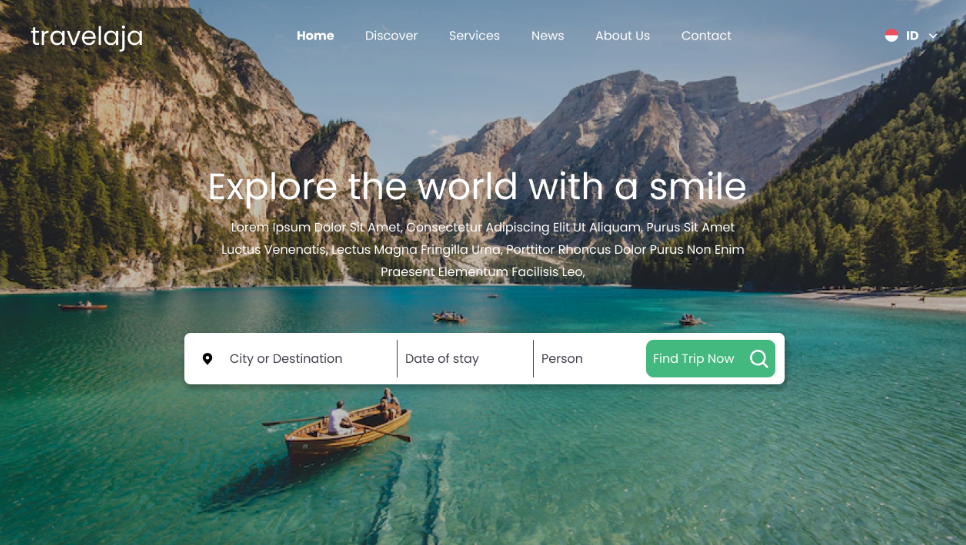 travelaja
Home Discover Services News About Us Contact
ID
Explore the world with a smile
Lorem Ipsum Dolor Sit Amet, Consectetur Adipiscing Elit Ut Aliquam, Purus Sit Amet
Luctus Venenatis, Lectus Magna Fringilla Urna, Porttitor Rhoncus Dolor Purus Non Enim
Praesent Elementum Facilisis Leo,
City or Destination Date of stay Person Find Trip Now